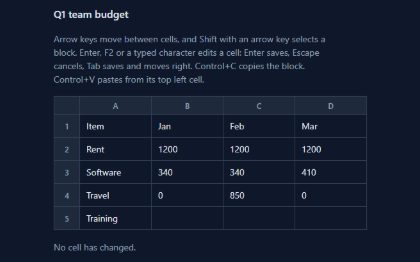 Q1 team budget
Arrow keys move between cells, and Shift with an arrow key selects a
block. Enter, F2 or a typed character edits a cell: Enter saves, Escape
cancels, Tab saves and moves right. Control+C copies the block.
Control+V pastes from its top left cell.
A B C D
1 Item Jan Feb Mar
2 Rent 1200 1200 1200
3 Software 340 340 410
4 Travel 0 850 0
5 Training
No cell has changed.